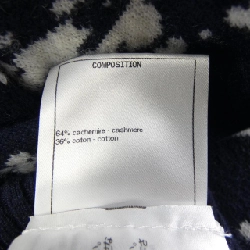 COMPOSITION
64% cachemire - cashmere
36% coton - cotton